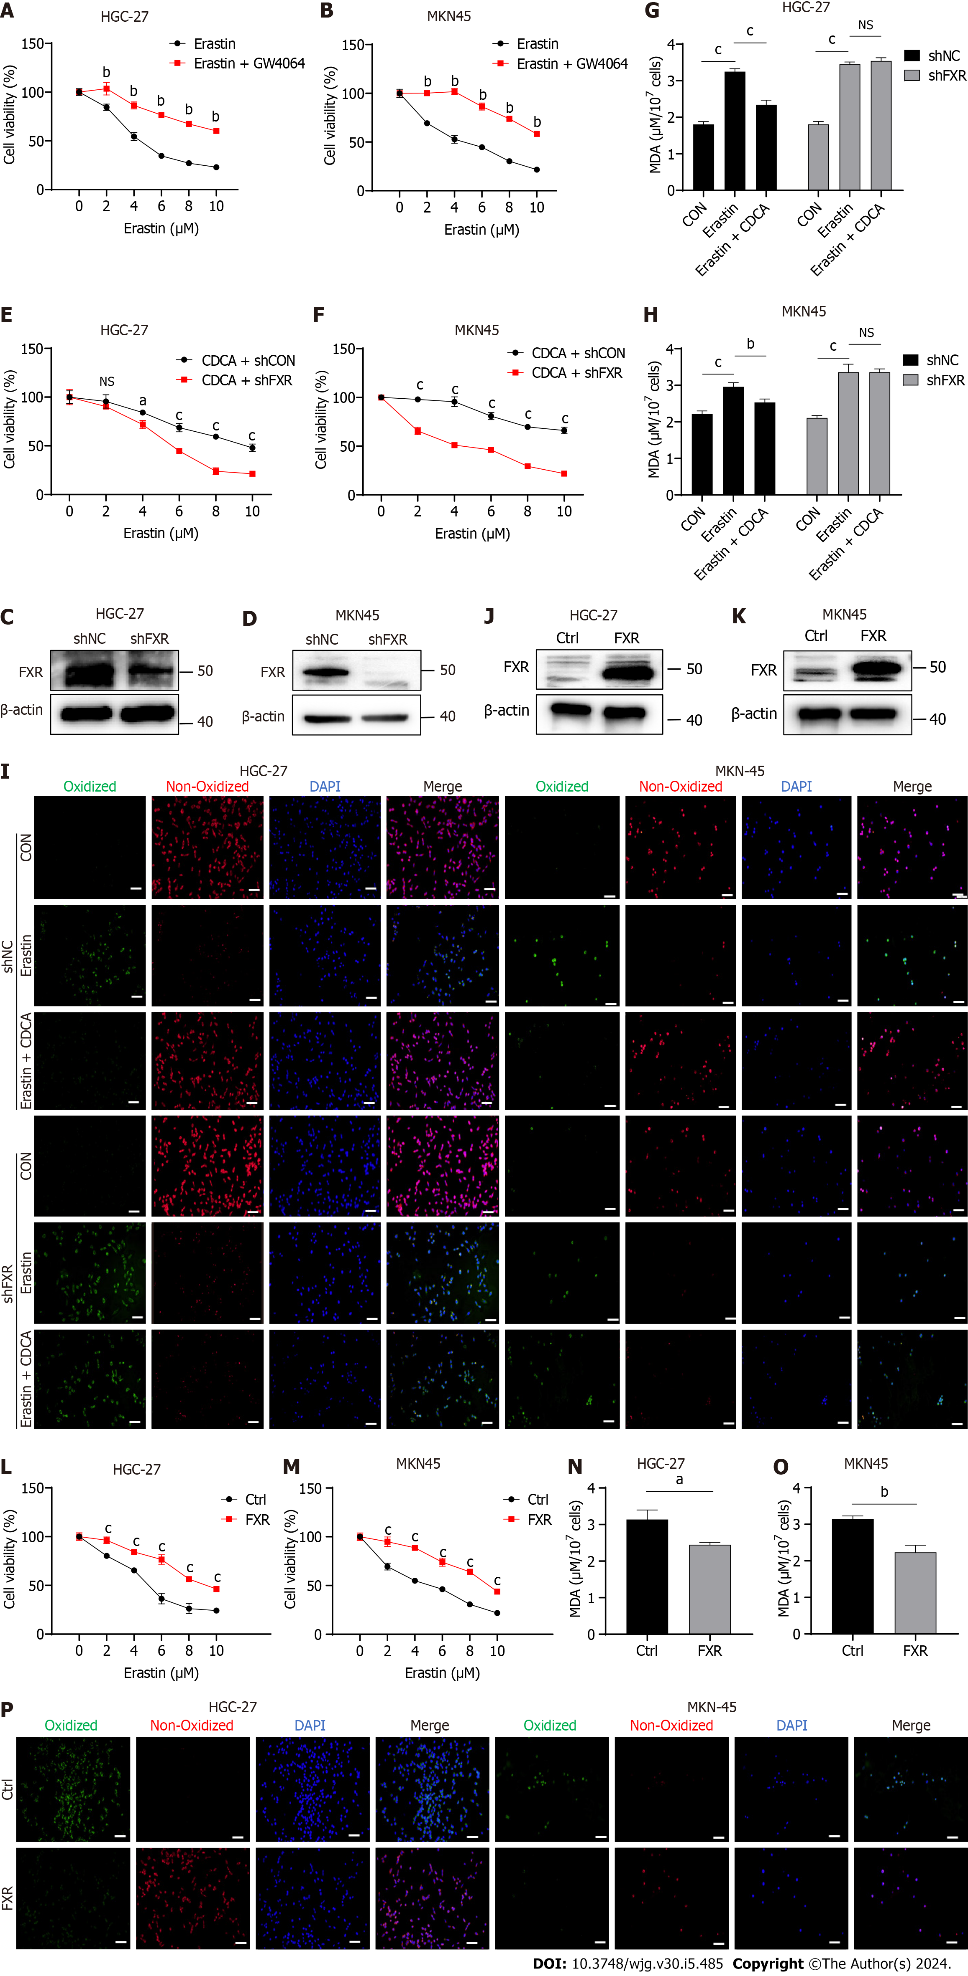 A
HGC-27
150
100
50
0
Cell viability (%)
Erastin
Erastin + GW4064
b
b
b
b
b
0 2 4 6 8 10
Erastin (µM)
B
MKN45
150
100
50
0
Cell viability (%)
Erastin
Erastin + GW4064
b
b
b
b
b
0 2 4 6 8 10
Erastin (µM)
G
HGC-27
4
3
2
1
0
MDA (µM/10⁷ cells)
c
c
c
NS
shNC
shFXR
CON
Erastin
Erastin + CDCA
CON
Erastin
Erastin + CDCA
E
HGC-27
150
100
50
0
Cell viability (%)
CDCA + shCON
CDCA + shFXR
NS
a
c
c
c
0 2 4 6 8 10
Erastin (µM)
F
MKN45
150
100
50
0
Cell viability (%)
CDCA + shCON
CDCA + shFXR
c
c
c
c
c
0 2 4 6 8 10
Erastin (µM)
H
MKN45
4
3
2
1
0
MDA (µM/10⁷ cells)
c
b
c
NS
shNC
shFXR
CON
Erastin
Erastin + CDCA
CON
Erastin
Erastin + CDCA
C
HGC-27
shNC shFXR
FXR
50
β-actin
40
D
MKN45
shNC shFXR
FXR
50
β-actin
40
J
HGC-27
Ctrl FXR
FXR
50
β-actin
40
K
MKN45
Ctrl FXR
FXR
50
β-actin
40
I
HGC-27
MKN-45
Oxidized Non-Oxidized DAPI Merge Oxidized Non-Oxidized DAPI Merge
shNC
CON
Erastin
Erastin + CDCA
shFXR
CON
Erastin
Erastin + CDCA
L
HGC-27
150
100
50
0
Cell viability (%)
Ctrl
FXR
c
c
c
c
c
0 2 4 6 8 10
Erastin (µM)
M
MKN45
150
100
50
0
Cell viability (%)
Ctrl
FXR
c
c
c
c
c
0 2 4 6 8 10
Erastin (µM)
N
HGC-27
4
3
2
1
0
MDA (µM/10⁷ cells)
a
Ctrl FXR
O
MKN45
4
3
2
1
0
MDA (µM/10⁷ cells)
b
Ctrl FXR
P
HGC-27
MKN-45
Oxidized Non-Oxidized DAPI Merge Oxidized Non-Oxidized DAPI Merge
Ctrl
FXR
DOI: 10.3748/wjg.v30.i5.485 Copyright ©The Author(s) 2024.